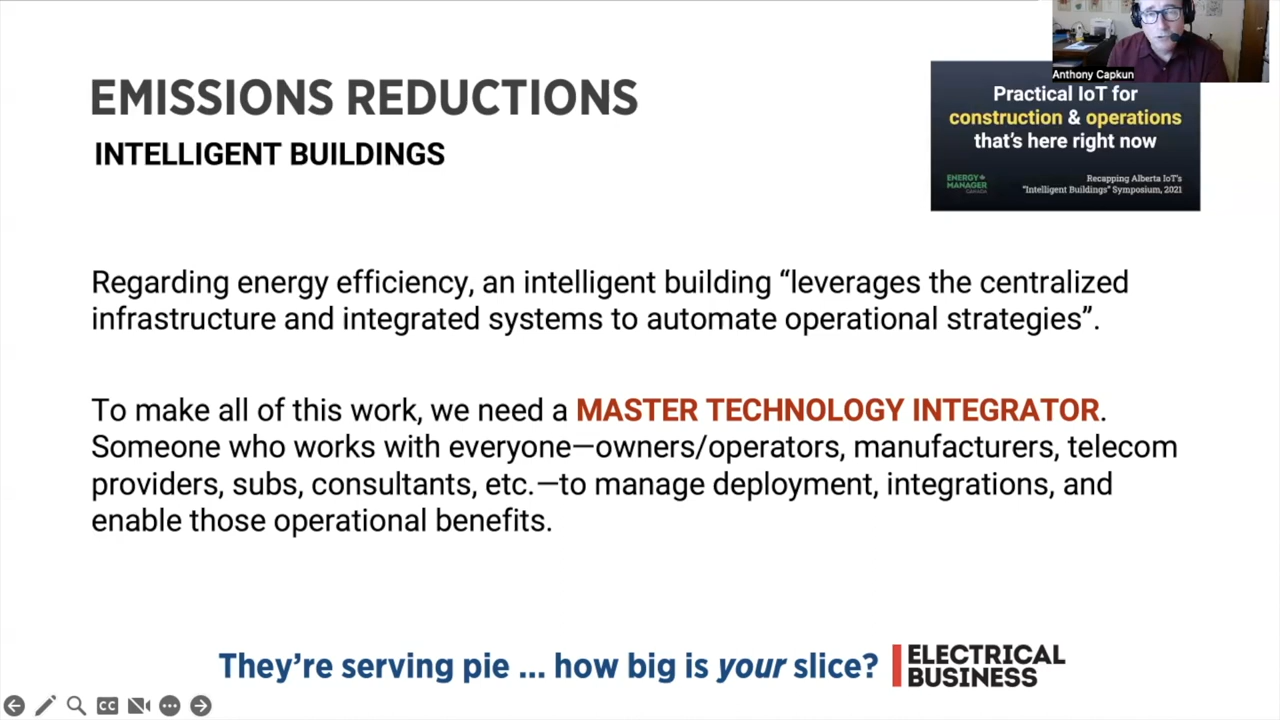 Anthony Capkun
EMISSIONS REDUCTIONS
INTELLIGENT BUILDINGS
Practical IoT for
construction & operations
that's here right now
ENERGY
MANAGER
CANADA
Recapping Alberta IoT's
"Intelligent Buildings" Symposium, 2021
Regarding energy efficiency, an intelligent building “leverages the centralized
infrastructure and integrated systems to automate operational strategies”.
To make all of this work, we need a MASTER TECHNOLOGY INTEGRATOR.
Someone who works with everyone—owners/operators, manufacturers, telecom
providers, subs, consultants, etc.—to manage deployment, integrations, and
enable those operational benefits.
They’re serving pie ... how big is your slice?
ELECTRICAL
BUSINESS
CC